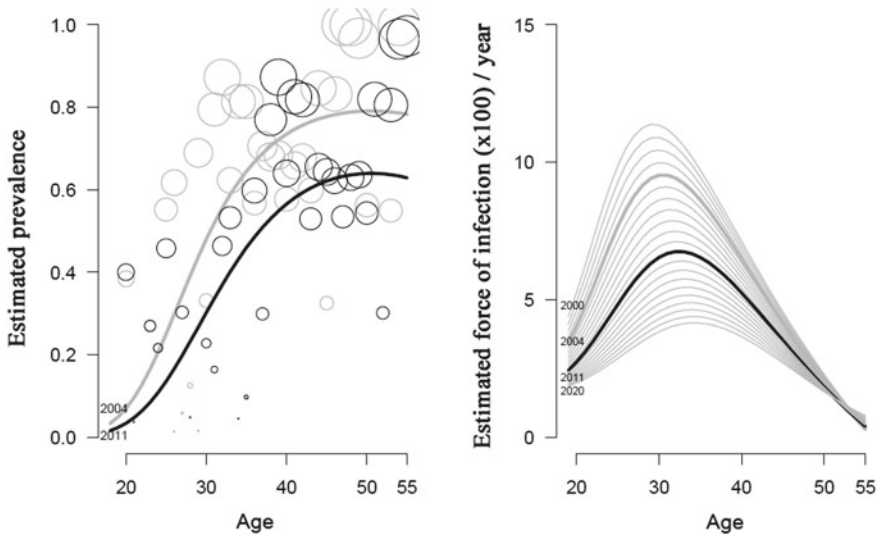 Estimated prevalence
1.0
0.8
0.6
0.4
0.2
0.0
2004
2011
20 30 40 50 55
Age
Estimated force of infection (x100) / year
15
10
5
0
2000
2004
2011
2020
20 30 40 50 55
Age